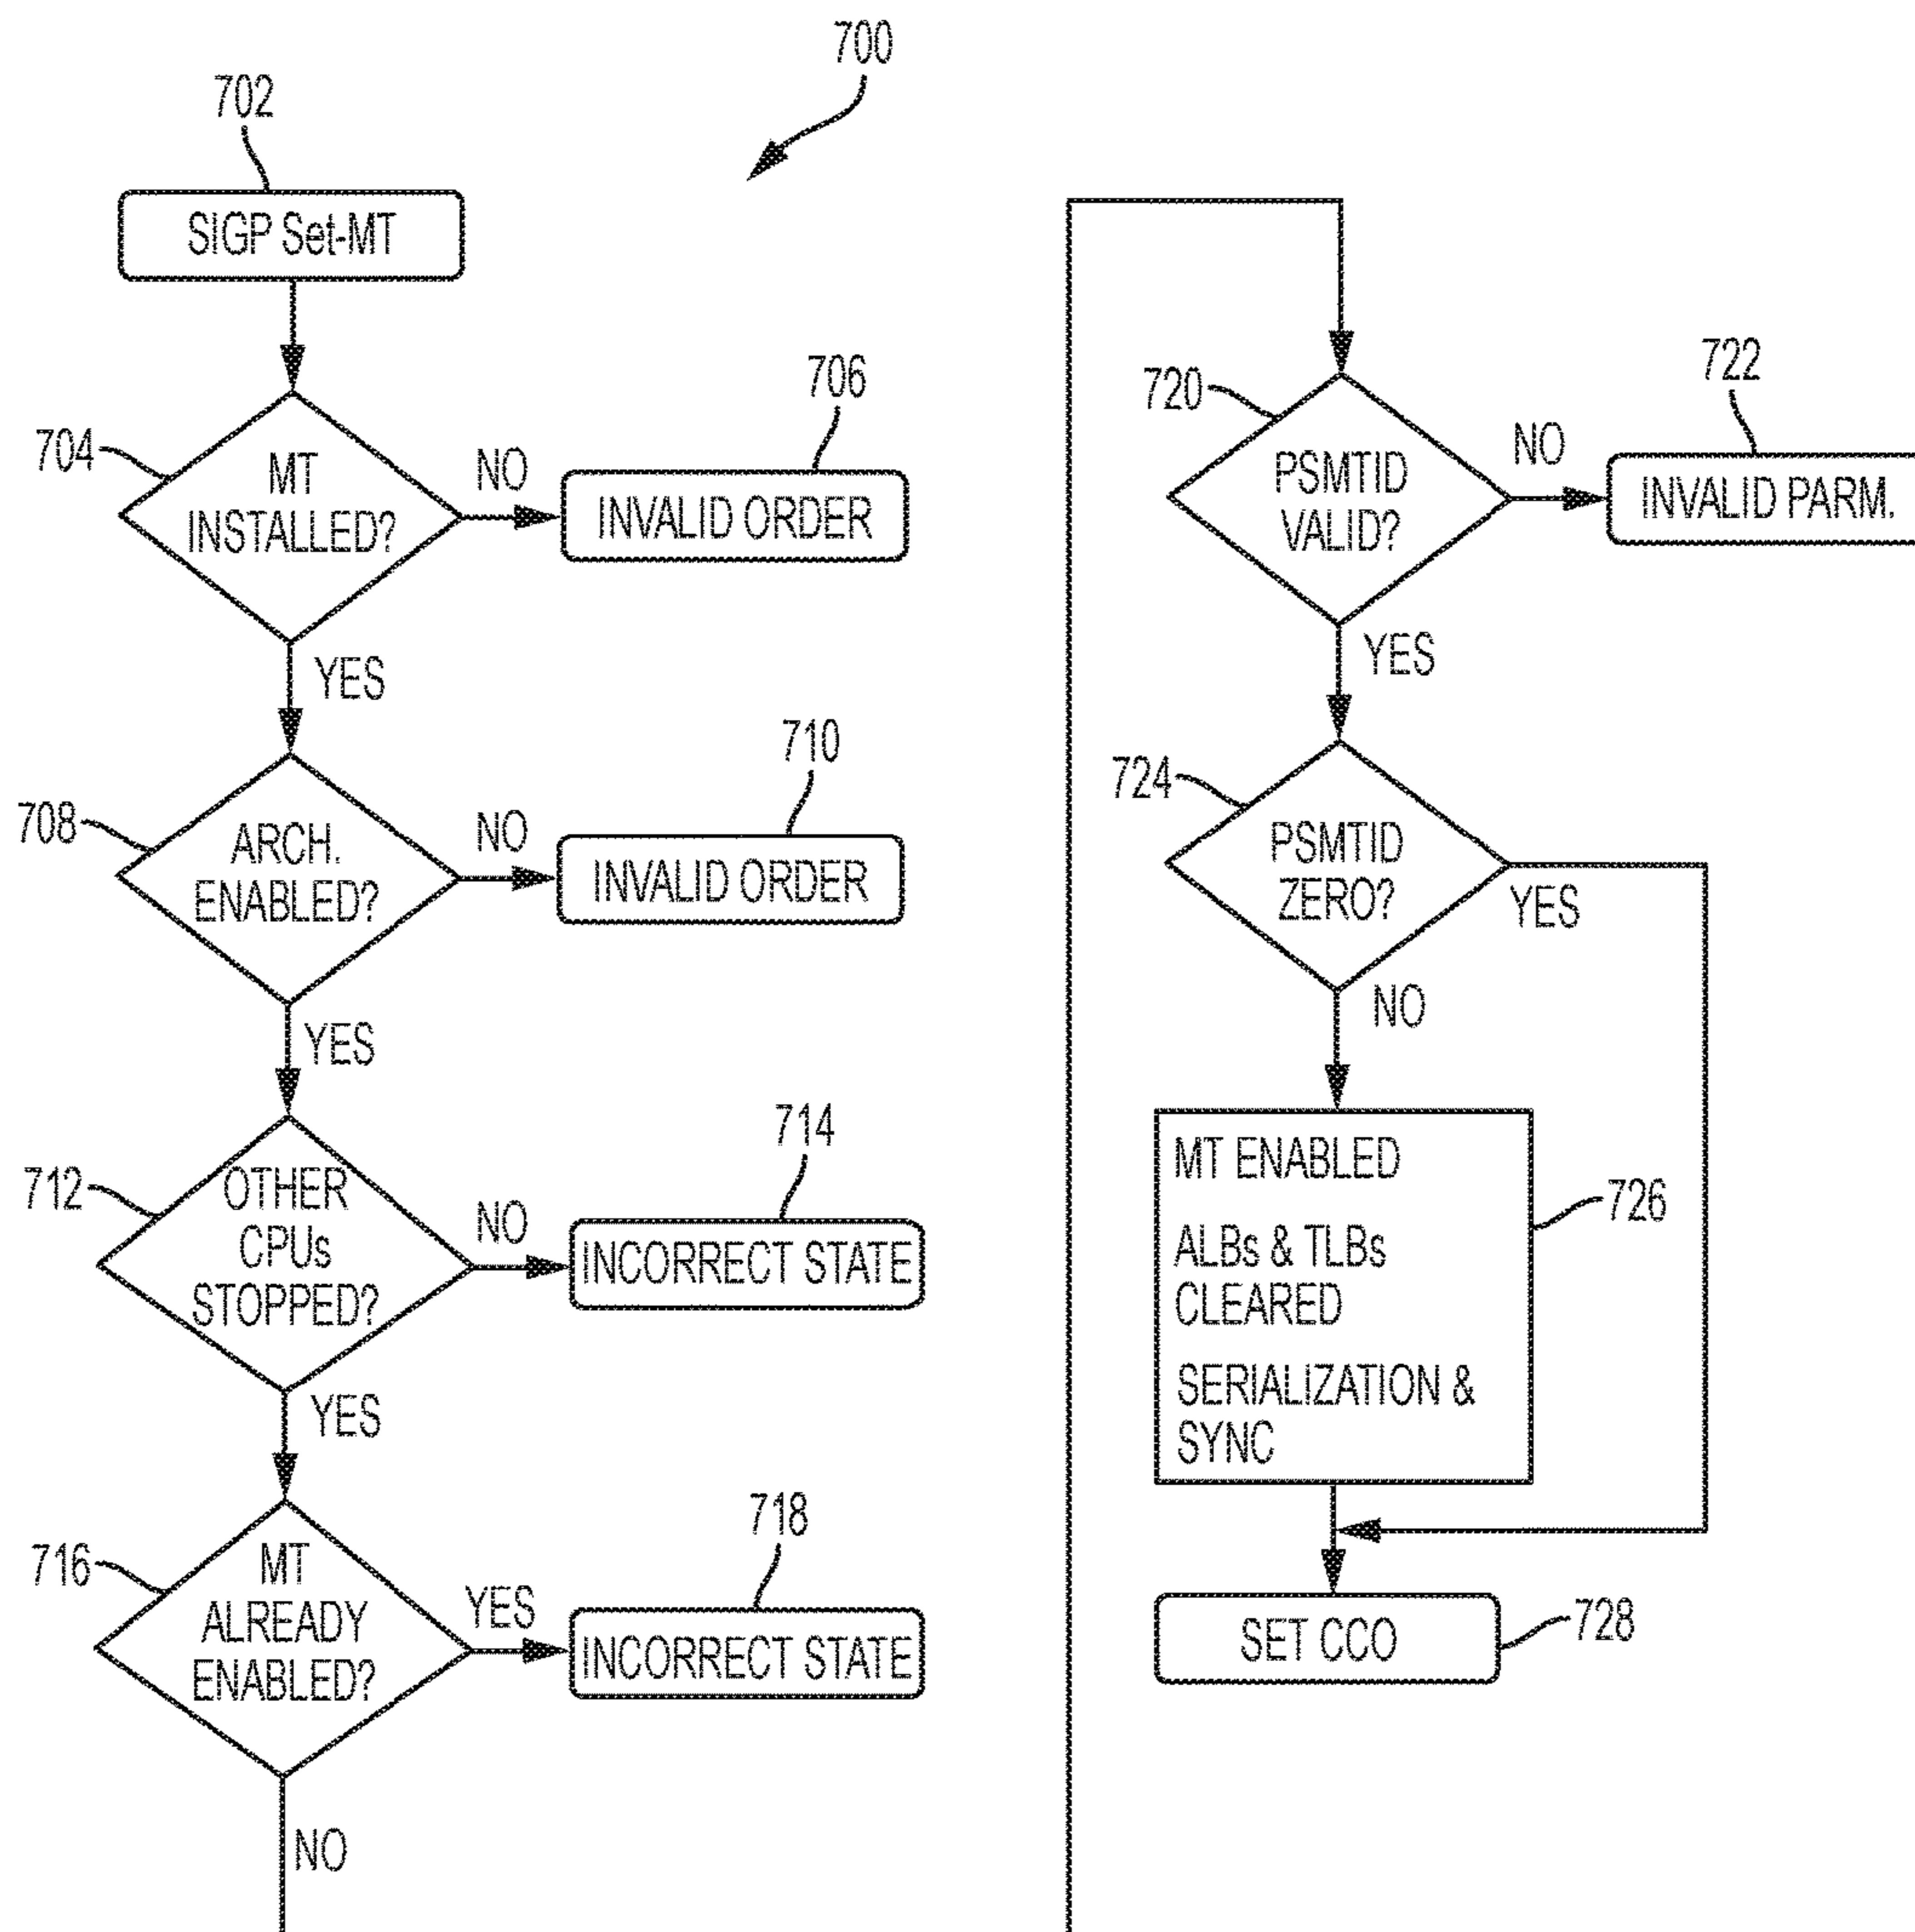 700
702
SIGP Set-MT
704
MT
INSTALLED?
NO
706
INVALID ORDER
YES
708
ARCH.
ENABLED?
NO
710
INVALID ORDER
YES
712
OTHER
CPUs
STOPPED?
NO
714
INCORRECT STATE
YES
716
MT
ALREADY
ENABLED?
YES
718
INCORRECT STATE
NO
720
PSMTID
VALID?
NO
722
INVALID PARM.
YES
724
PSMTID
ZERO?
YES
NO
MT ENABLED
ALBs & TLBs
CLEARED
SERIALIZATION &
SYNC
726
SET CCO
728